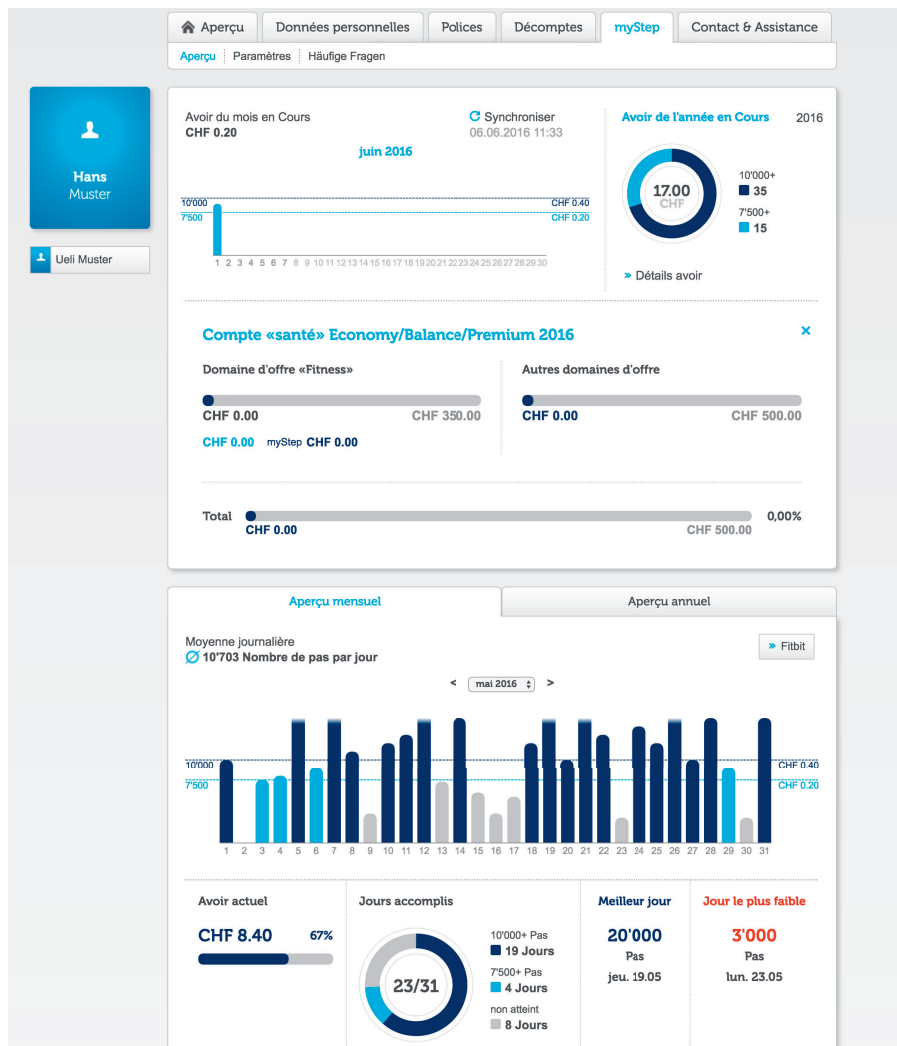 Aperçu Données personnelles Polices Décomptes myStep Contact & Assistance
Aperçu Paramètres Häufige Fragen
Hans
Muster
Ueli Muster
Avoir du mois en Cours
CHF 0.20
Synchroniser
06.06.2016 11:33
juin 2016
10'000 CHF 0.40
7'500 CHF 0.20
1 2 3 4 5 6 7 8 9 10 11 12 13 14 15 16 17 18 19 20 21 22 23 24 25 26 27 28 29 30
Avoir de l'année en Cours 2016
17.00
CHF
10'000+
35
7'500+
15
» Détails avoir
Compte «santé» Economy/Balance/Premium 2016
Domaine d'offre «Fitness»
CHF 0.00 CHF 350.00
CHF 0.00 myStep CHF 0.00
Autres domaines d'offre
CHF 0.00 CHF 500.00
Total 0,00%
CHF 0.00 CHF 500.00
Aperçu mensuel Aperçu annuel
Moyenne journalière
Ø 10'703 Nombre de pas par jour
» Fitbit
< mai 2016 >
10'000 CHF 0.40
7'500 CHF 0.20
1 2 3 4 5 6 7 8 9 10 11 12 13 14 15 16 17 18 19 20 21 22 23 24 25 26 27 28 29 30 31
Avoir actuel
CHF 8.40 67%
Jours accomplis
23/31
10'000+ Pas
19 Jours
7'500+ Pas
4 Jours
non atteint
8 Jours
Meilleur jour
20'000
Pas
jeu. 19.05
Jour le plus faible
3'000
Pas
lun. 23.05